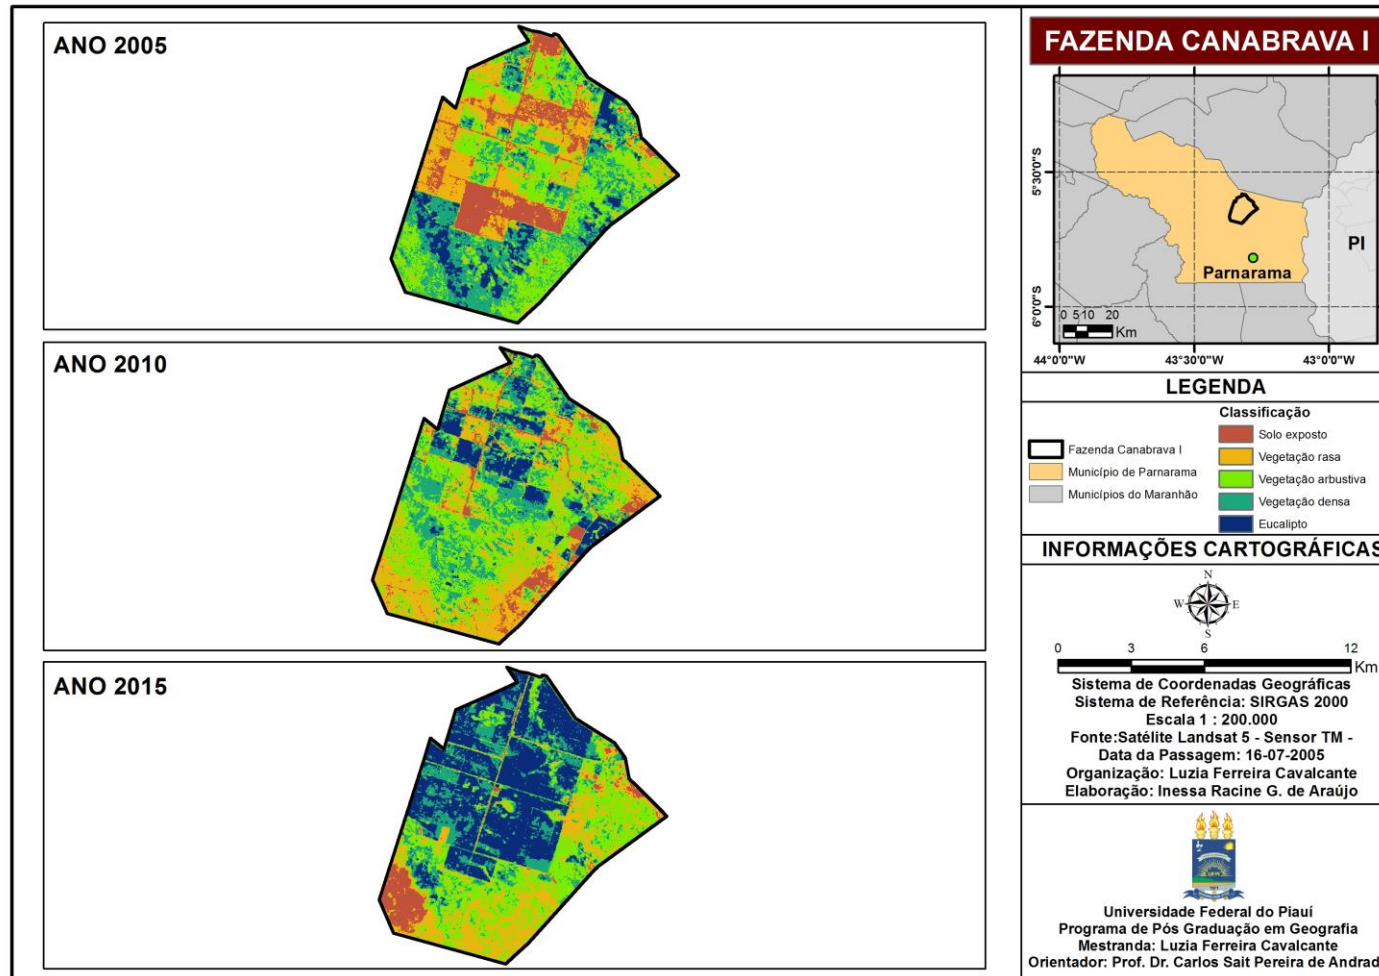 ANO 2005
ANO 2010
ANO 2015
FAZENDA CANABRAVA I
5°30'0"S
6°0'0"S
PI
Parnarama
0 5 10 20
Km
44°0'0"W 43°30'0"W 43°0'0"W
LEGENDA
Fazenda Canabrava I
Município de Parnarama
Municípios do Maranhão
Classificação
Solo exposto
Vegetação rasa
Vegetação arbustiva
Vegetação densa
Eucalipto
INFORMAÇÕES CARTOGRÁFICAS
N
W E
S
0 3 6 12
Km
Sistema de Coordenadas Geográficas
Sistema de Referência: SIRGAS 2000
Escala 1 : 200.000
Fonte:Satélite Landsat 5 - Sensor TM -
Data da Passagem: 16-07-2005
Organização: Luzia Ferreira Cavalcante
Elaboração: Inessa Racine G. de Araújo
Universidade Federal do Piauí
Programa de Pós Graduação em Geografia
Mestranda: Luzia Ferreira Cavalcante
Orientador: Prof. Dr. Carlos Sait Pereira de Andrad